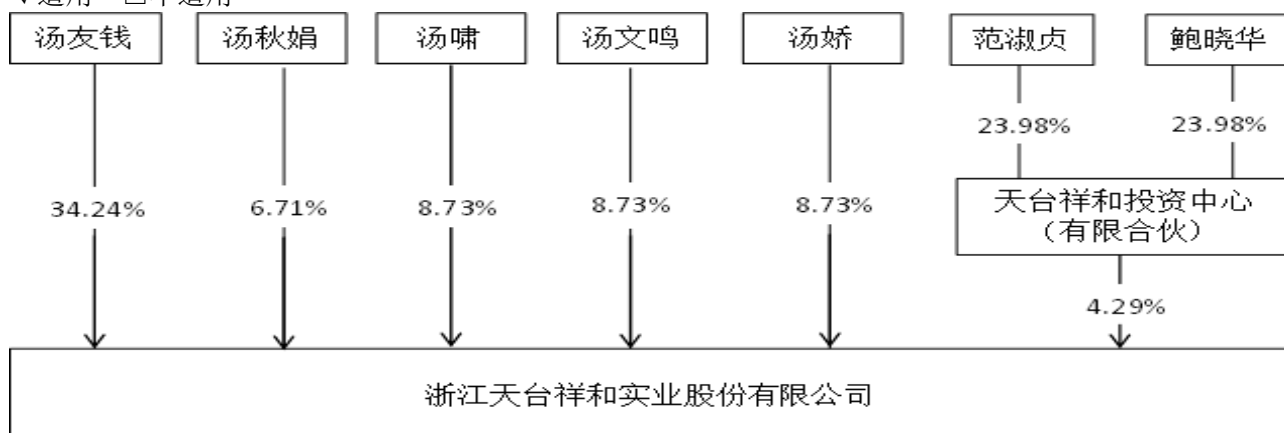 汤友钱 汤秋娟 汤啸 汤文鸣 汤娇 范淑贞 鲍晓华
23.98% 23.98%
34.24% 6.71% 8.73% 8.73% 8.73%
天台祥和投资中心
（有限合伙）
4.29%
浙江天台祥和实业股份有限公司